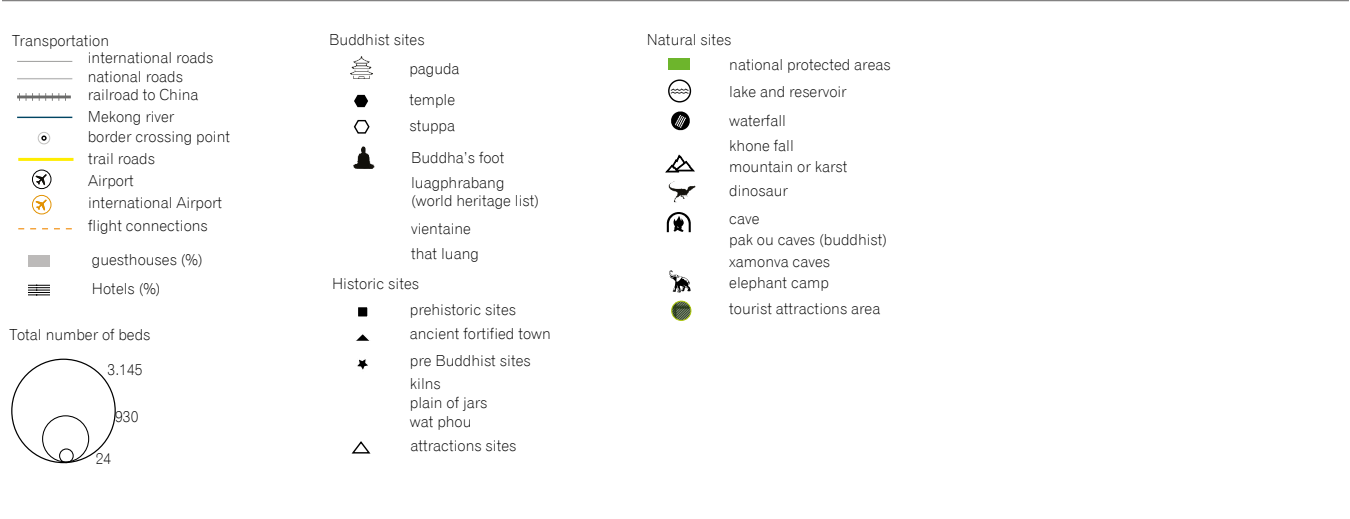 Transportation
international roads
national roads
railroad to China
Mekong river
border crossing point
trail roads
Airport
international Airport
flight connections
guesthouses (%)
Hotels (%)
Total number of beds
3.145
930
24
Buddhist sites
paguda
temple
stuppa
Buddha's foot
luagphrabang
(world heritage list)
vientaine
that luang
Historic sites
prehistoric sites
ancient fortified town
pre Buddhist sites
kilns
plain of jars
wat phou
attractions sites
Natural sites
national protected areas
lake and reservoir
waterfall
khone fall
mountain or karst
dinosaur
cave
pak ou caves (buddhist)
xamonva caves
elephant camp
tourist attractions area